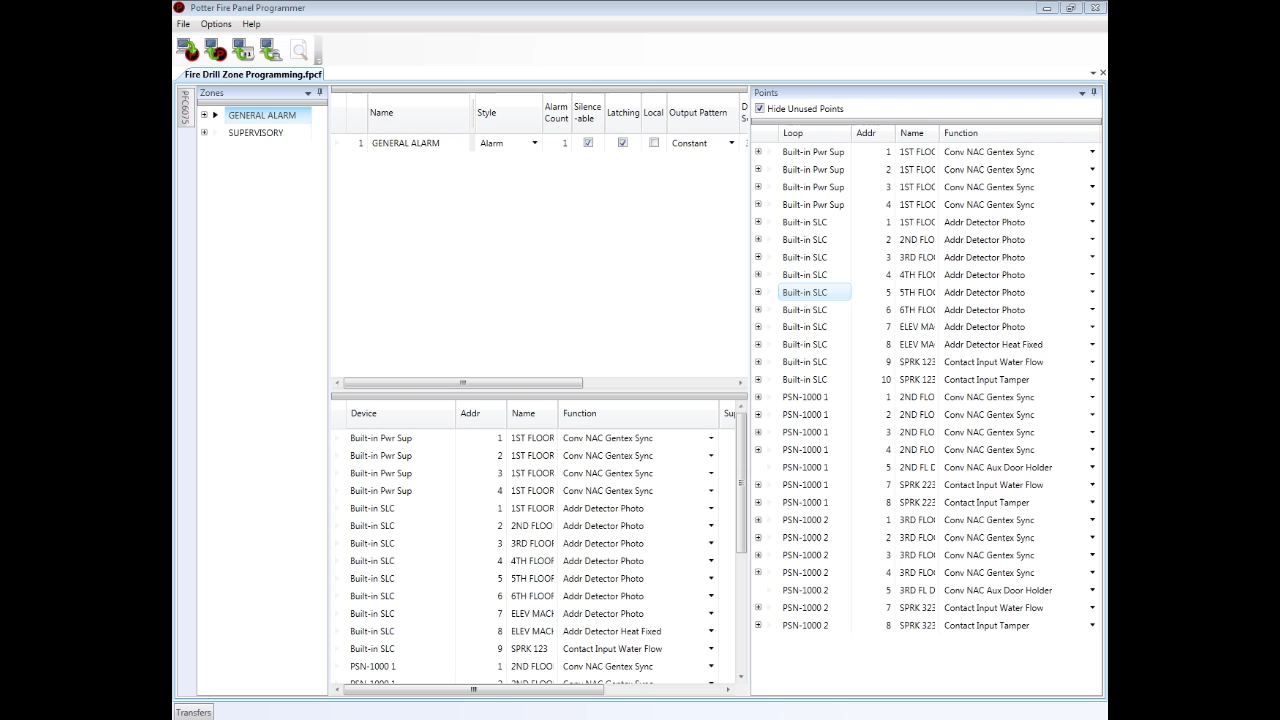 Potter Fire Panel Programmer
File Options Help
Fire Drill Zone Programming.fpcf
PFC6075
Zones
GENERAL ALARM
SUPERVISORY
Name Style Alarm Count Silence -able Latching Local Output Pattern
1 GENERAL ALARM Alarm 1 Constant
Device Addr Name Function
Built-in Pwr Sup 1 1ST FLOOR Conv NAC Gentex Sync
Built-in Pwr Sup 2 1ST FLOOR Conv NAC Gentex Sync
Built-in Pwr Sup 3 1ST FLOOR Conv NAC Gentex Sync
Built-in Pwr Sup 4 1ST FLOOR Conv NAC Gentex Sync
Built-in SLC 1 1ST FLOOR Addr Detector Photo
Built-in SLC 2 2ND FLOOR Addr Detector Photo
Built-in SLC 3 3RD FLOOR Addr Detector Photo
Built-in SLC 4 4TH FLOOR Addr Detector Photo
Built-in SLC 5 5TH FLOOR Addr Detector Photo
Built-in SLC 6 6TH FLOOR Addr Detector Photo
Built-in SLC 7 ELEV MACH Addr Detector Photo
Built-in SLC 8 ELEV MACH Addr Detector Heat Fixed
Built-in SLC 9 SPRK 123 Contact Input Water Flow
PSN-1000 1 1 2ND FLOOR Conv NAC Gentex Sync
Points
Hide Unused Points
Loop Addr Name Function
Built-in Pwr Sup 1 1ST FLOC Conv NAC Gentex Sync
Built-in Pwr Sup 2 1ST FLOC Conv NAC Gentex Sync
Built-in Pwr Sup 3 1ST FLOC Conv NAC Gentex Sync
Built-in Pwr Sup 4 1ST FLOC Conv NAC Gentex Sync
Built-in SLC 1 1ST FLOC Addr Detector Photo
Built-in SLC 2 2ND FLO Addr Detector Photo
Built-in SLC 3 3RD FLOC Addr Detector Photo
Built-in SLC 4 4TH FLOC Addr Detector Photo
Built-in SLC 5 5TH FLOC Addr Detector Photo
Built-in SLC 6 6TH FLOC Addr Detector Photo
Built-in SLC 7 ELEV MA Addr Detector Photo
Built-in SLC 8 ELEV MA Addr Detector Heat Fixed
Built-in SLC 9 SPRK 123 Contact Input Water Flow
Built-in SLC 10 SPRK 123 Contact Input Tamper
PSN-1000 1 1 2ND FLO Conv NAC Gentex Sync
PSN-1000 1 2 2ND FLO Conv NAC Gentex Sync
PSN-1000 1 3 2ND FLO Conv NAC Gentex Sync
PSN-1000 1 4 2ND FLO Conv NAC Gentex Sync
PSN-1000 1 5 2ND FL D Conv NAC Aux Door Holder
PSN-1000 1 7 SPRK 223 Contact Input Water Flow
PSN-1000 1 8 SPRK 223 Contact Input Tamper
PSN-1000 2 1 3RD FLOC Conv NAC Gentex Sync
PSN-1000 2 2 3RD FLOC Conv NAC Gentex Sync
PSN-1000 2 3 3RD FLOC Conv NAC Gentex Sync
PSN-1000 2 4 3RD FLOC Conv NAC Gentex Sync
PSN-1000 2 5 3RD FL D Conv NAC Aux Door Holder
PSN-1000 2 7 SPRK 323 Contact Input Water Flow
PSN-1000 2 8 SPRK 323 Contact Input Tamper
Transfers